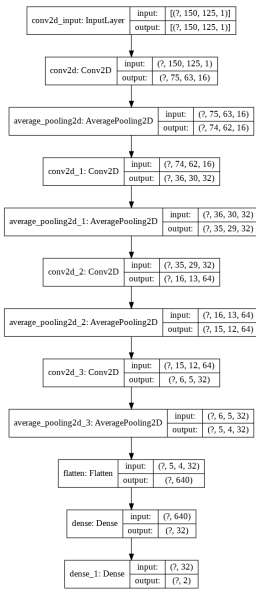 conv2d_input: InputLayer input: [(?, 150, 125, 1)]
output: [(?, 150, 125, 1)]
conv2d: Conv2D input: (?, 150, 125, 1)
output: (?, 75, 63, 16)
average_pooling2d: AveragePooling2D input: (?, 75, 63, 16)
output: (?, 74, 62, 16)
conv2d_1: Conv2D input: (?, 74, 62, 16)
output: (?, 36, 30, 32)
average_pooling2d_1: AveragePooling2D input: (?, 36, 30, 32)
output: (?, 35, 29, 32)
conv2d_2: Conv2D input: (?, 35, 29, 32)
output: (?, 16, 13, 64)
average_pooling2d_2: AveragePooling2D input: (?, 16, 13, 64)
output: (?, 15, 12, 64)
conv2d_3: Conv2D input: (?, 15, 12, 64)
output: (?, 6, 5, 32)
average_pooling2d_3: AveragePooling2D input: (?, 6, 5, 32)
output: (?, 5, 4, 32)
flatten: Flatten input: (?, 5, 4, 32)
output: (?, 640)
dense: Dense input: (?, 640)
output: (?, 32)
dense_1: Dense input: (?, 32)
output: (?, 2)